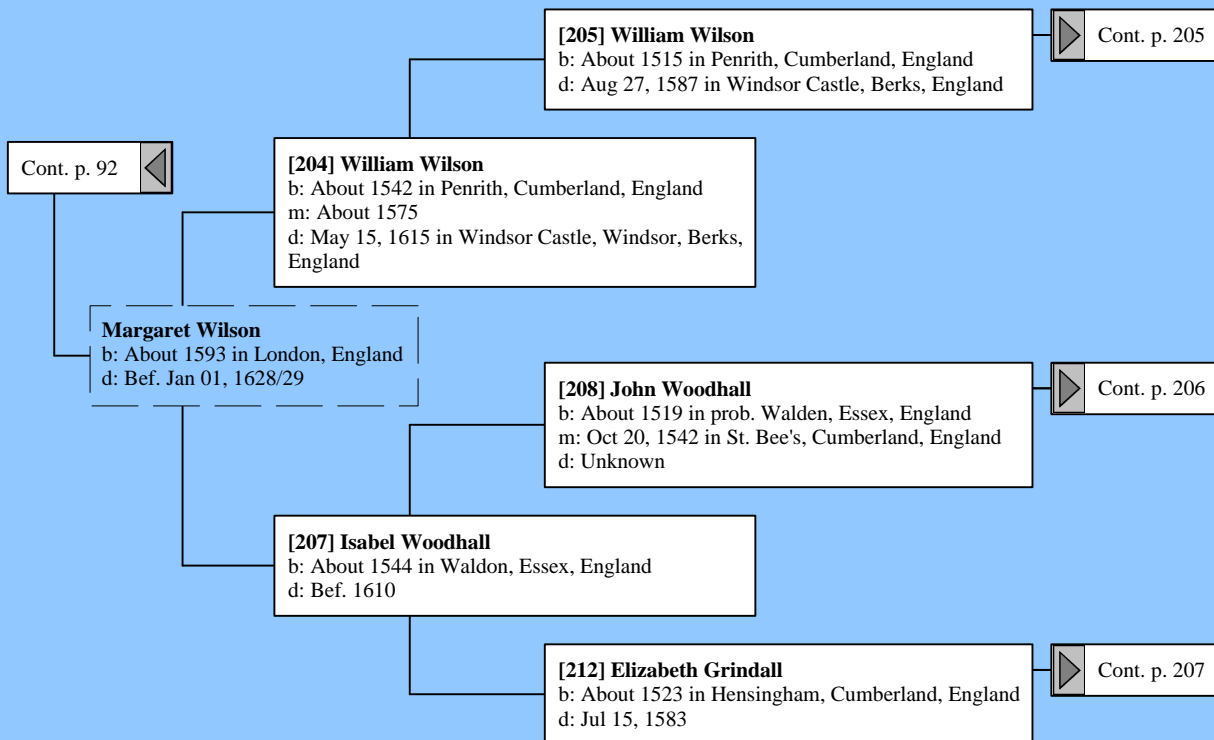 [205] William Wilson
b: About 1515 in Penrith, Cumberland, England
d: Aug 27, 1587 in Windsor Castle, Berks, England
Cont. p. 205
Cont. p. 92
[204] William Wilson
b: About 1542 in Penrith, Cumberland, England
m: About 1575
d: May 15, 1615 in Windsor Castle, Windsor, Berks,
England
Margaret Wilson
b: About 1593 in London, England
d: Bef. Jan 01, 1628/29
[208] John Woodhall
b: About 1519 in prob. Walden, Essex, England
m: Oct 20, 1542 in St. Bee's, Cumberland, England
d: Unknown
Cont. p. 206
[207] Isabel Woodhall
b: About 1544 in Waldon, Essex, England
d: Bef. 1610
[212] Elizabeth Grindall
b: About 1523 in Hensingham, Cumberland, England
d: Jul 15, 1583
Cont. p. 207